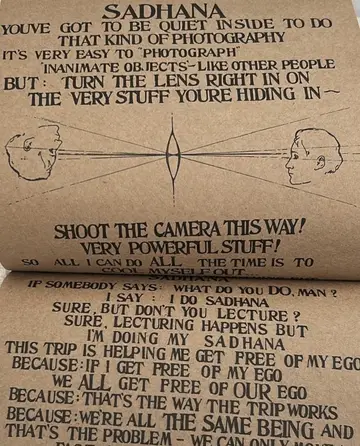 SADHANA
YOUVE GOT TO BE QUIET INSIDE TO DO
THAT KIND OF PHOTOGRAPHY
IT'S VERY EASY TO "PHOTOGRAPH"
"INANIMATE OBJECTS"-LIKE OTHER PEOPLE
BUT: TURN THE LENS RIGHT IN ON
THE VERY STUFF YOURE HIDING IN~
SHOOT THE CAMERA THIS WAY!
VERY POWERFUL STUFF!
SO ALL I CAN DO ALL THE TIME IS TO
COOL MYSELF OUT
SADHANA
IF SOMEBODY SAYS: WHAT DO YOU DO, MAN?
I SAY: I DO SADHANA
SURE, BUT DON'T YOU LECTURE?
SURE, LECTURING HAPPENS BUT
I'M DOING MY SADHANA
THIS TRIP IS HELPING ME GET FREE OF MY EGO
BECAUSE: IF I GET FREE OF MY EGO
WE ALL GET FREE OF OUR EGO
BECAUSE: THAT'S THE WAY THE TRIP WORKS
BECAUSE: WE'RE ALL THE SAME BEING AND
THAT'S THE PROBLEM - WE CAN ONLY MOVE